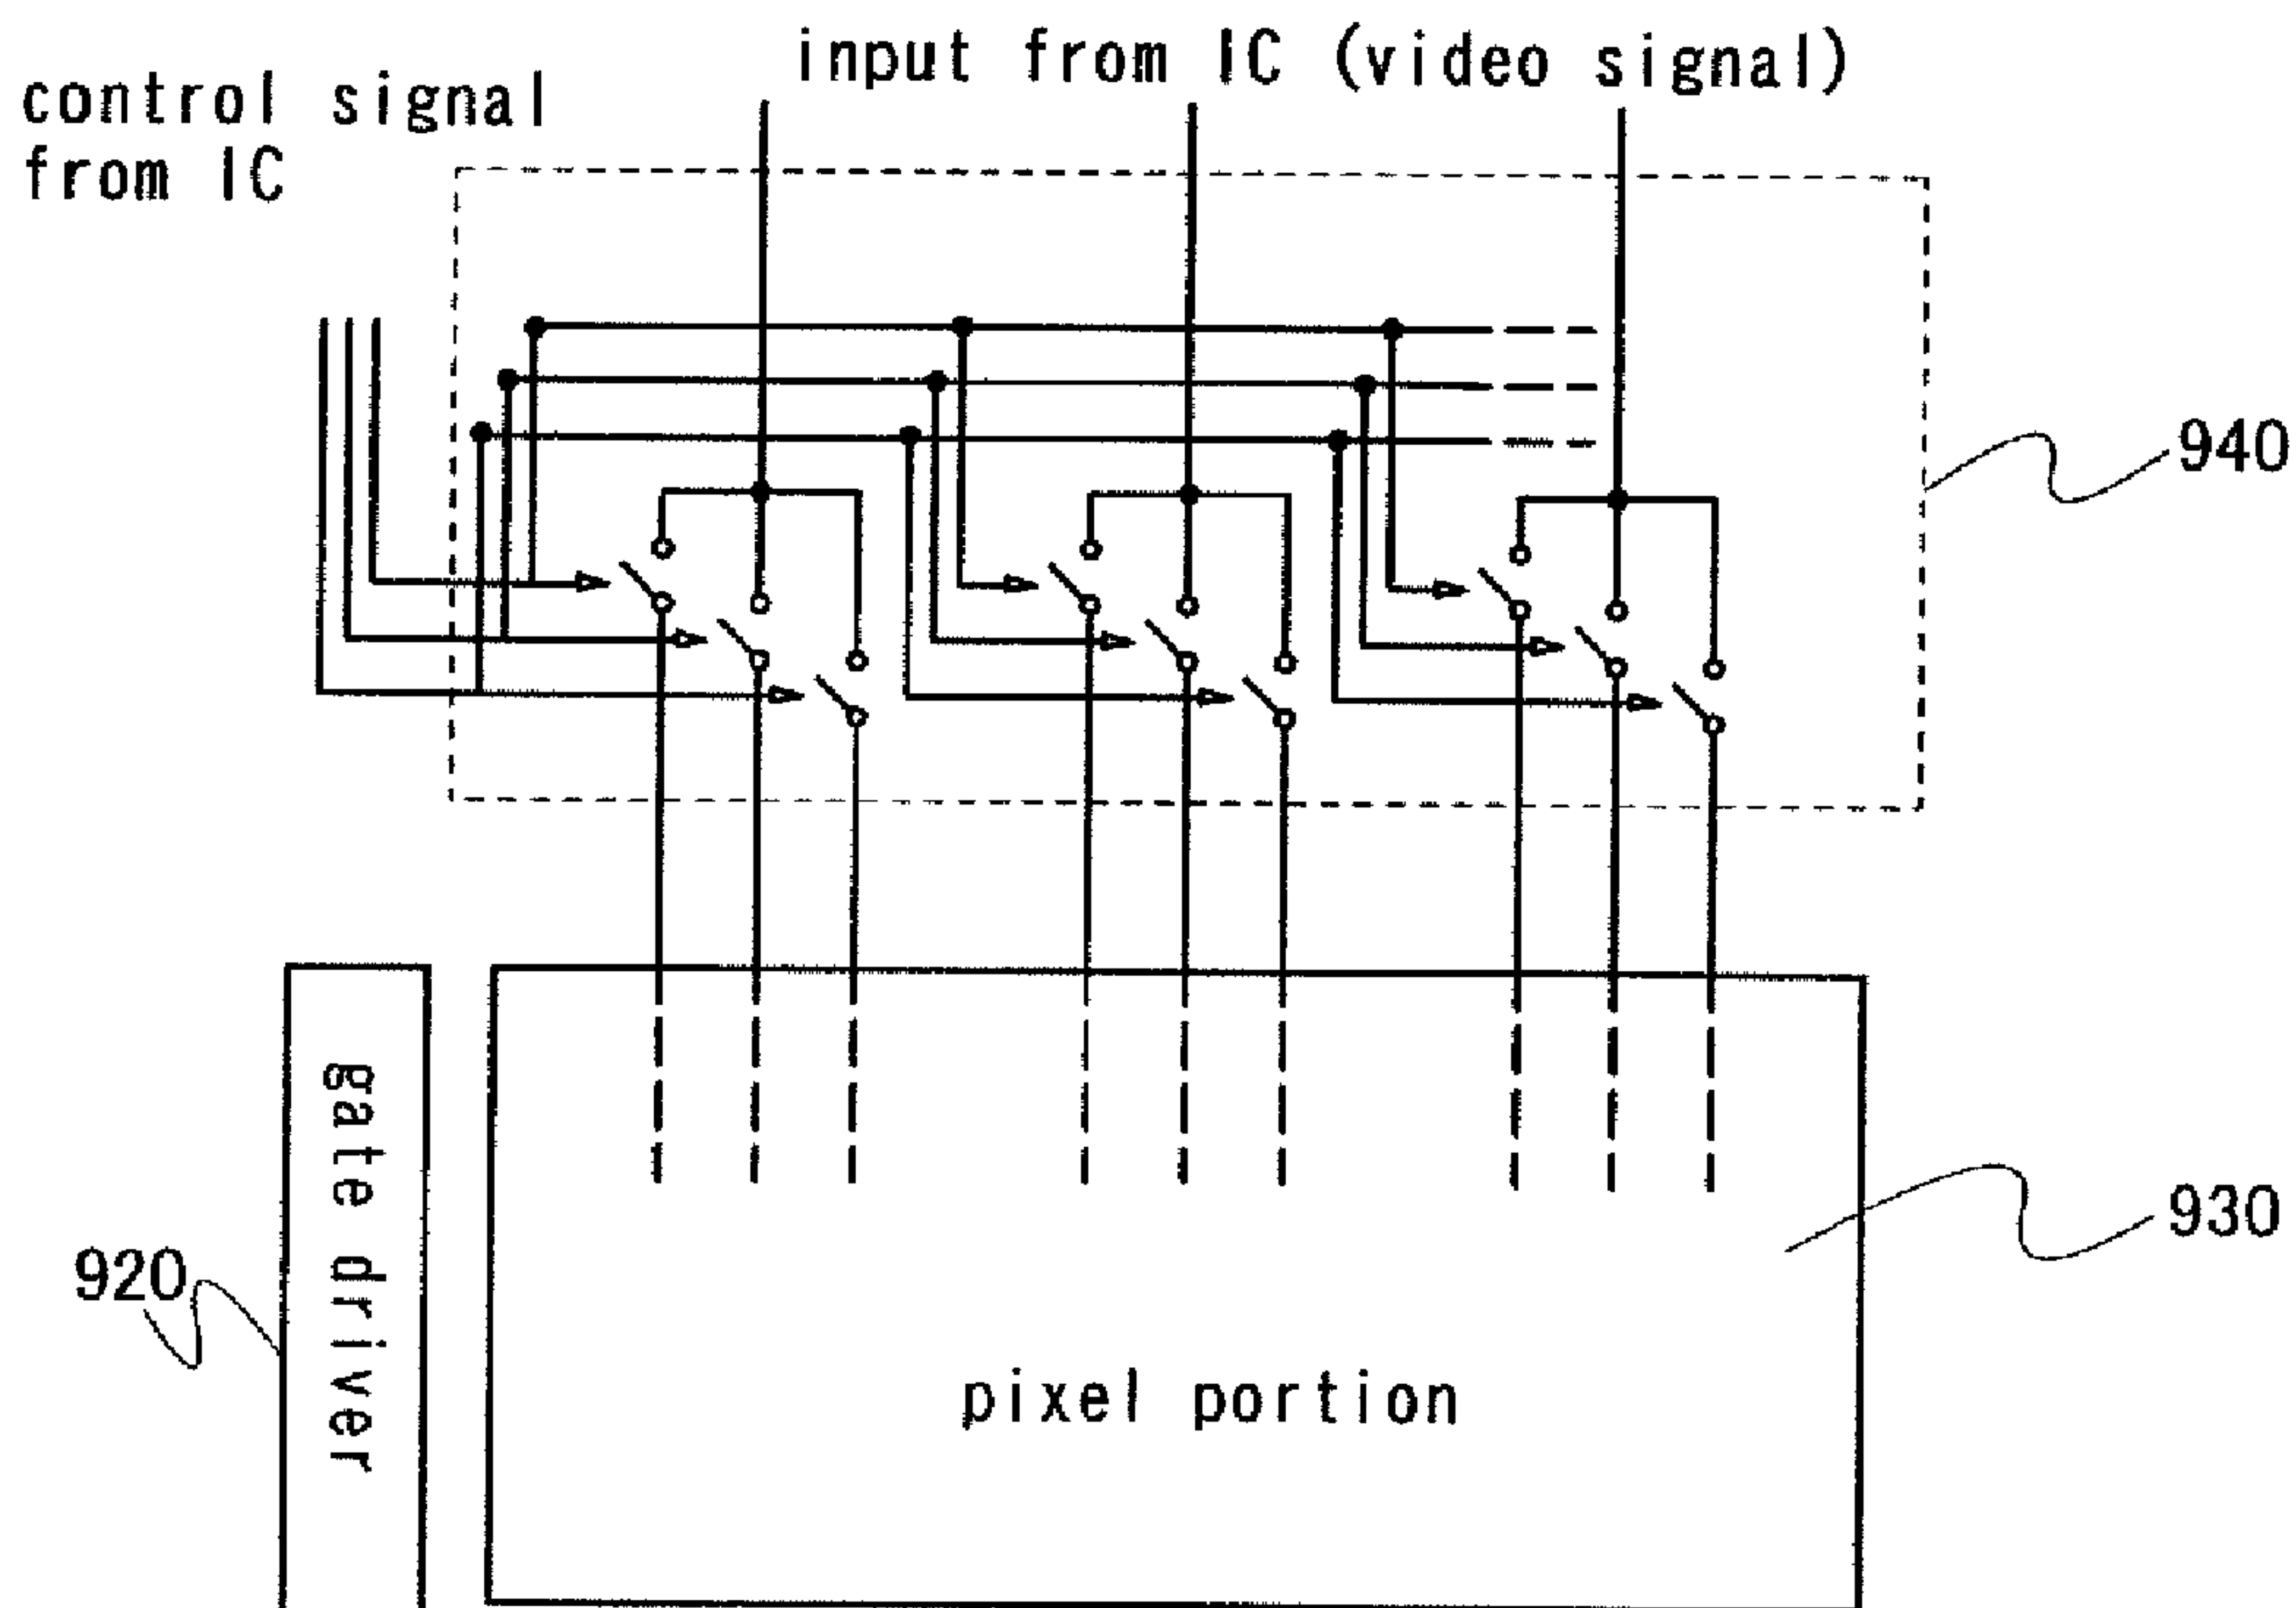 input from IC (video signal)
control signal
from IC
940
930
920
gate driver
pixel portion